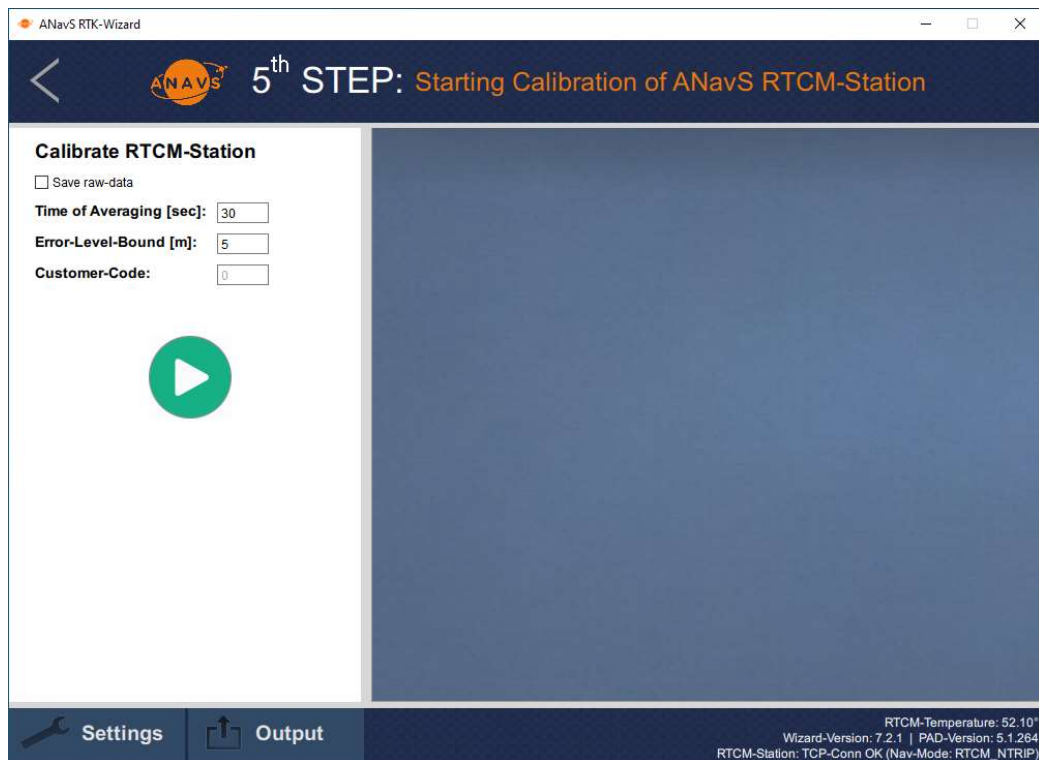 ANavS RTK-Wizard
ANAVS 5th STEP: Starting Calibration of ANavS RTCM-Station
Calibrate RTCM-Station
Save raw-data
Time of Averaging [sec]: 30
Error-Level-Bound [m]: 5
Customer-Code: 0
Settings Output
RTCM-Temperature: 52.10°
Wizard-Version: 7.2.1 | PAD-Version: 5.1.264
RTCM-Station: TCP-Conn OK (Nav-Mode: RTCM_NTRIP)